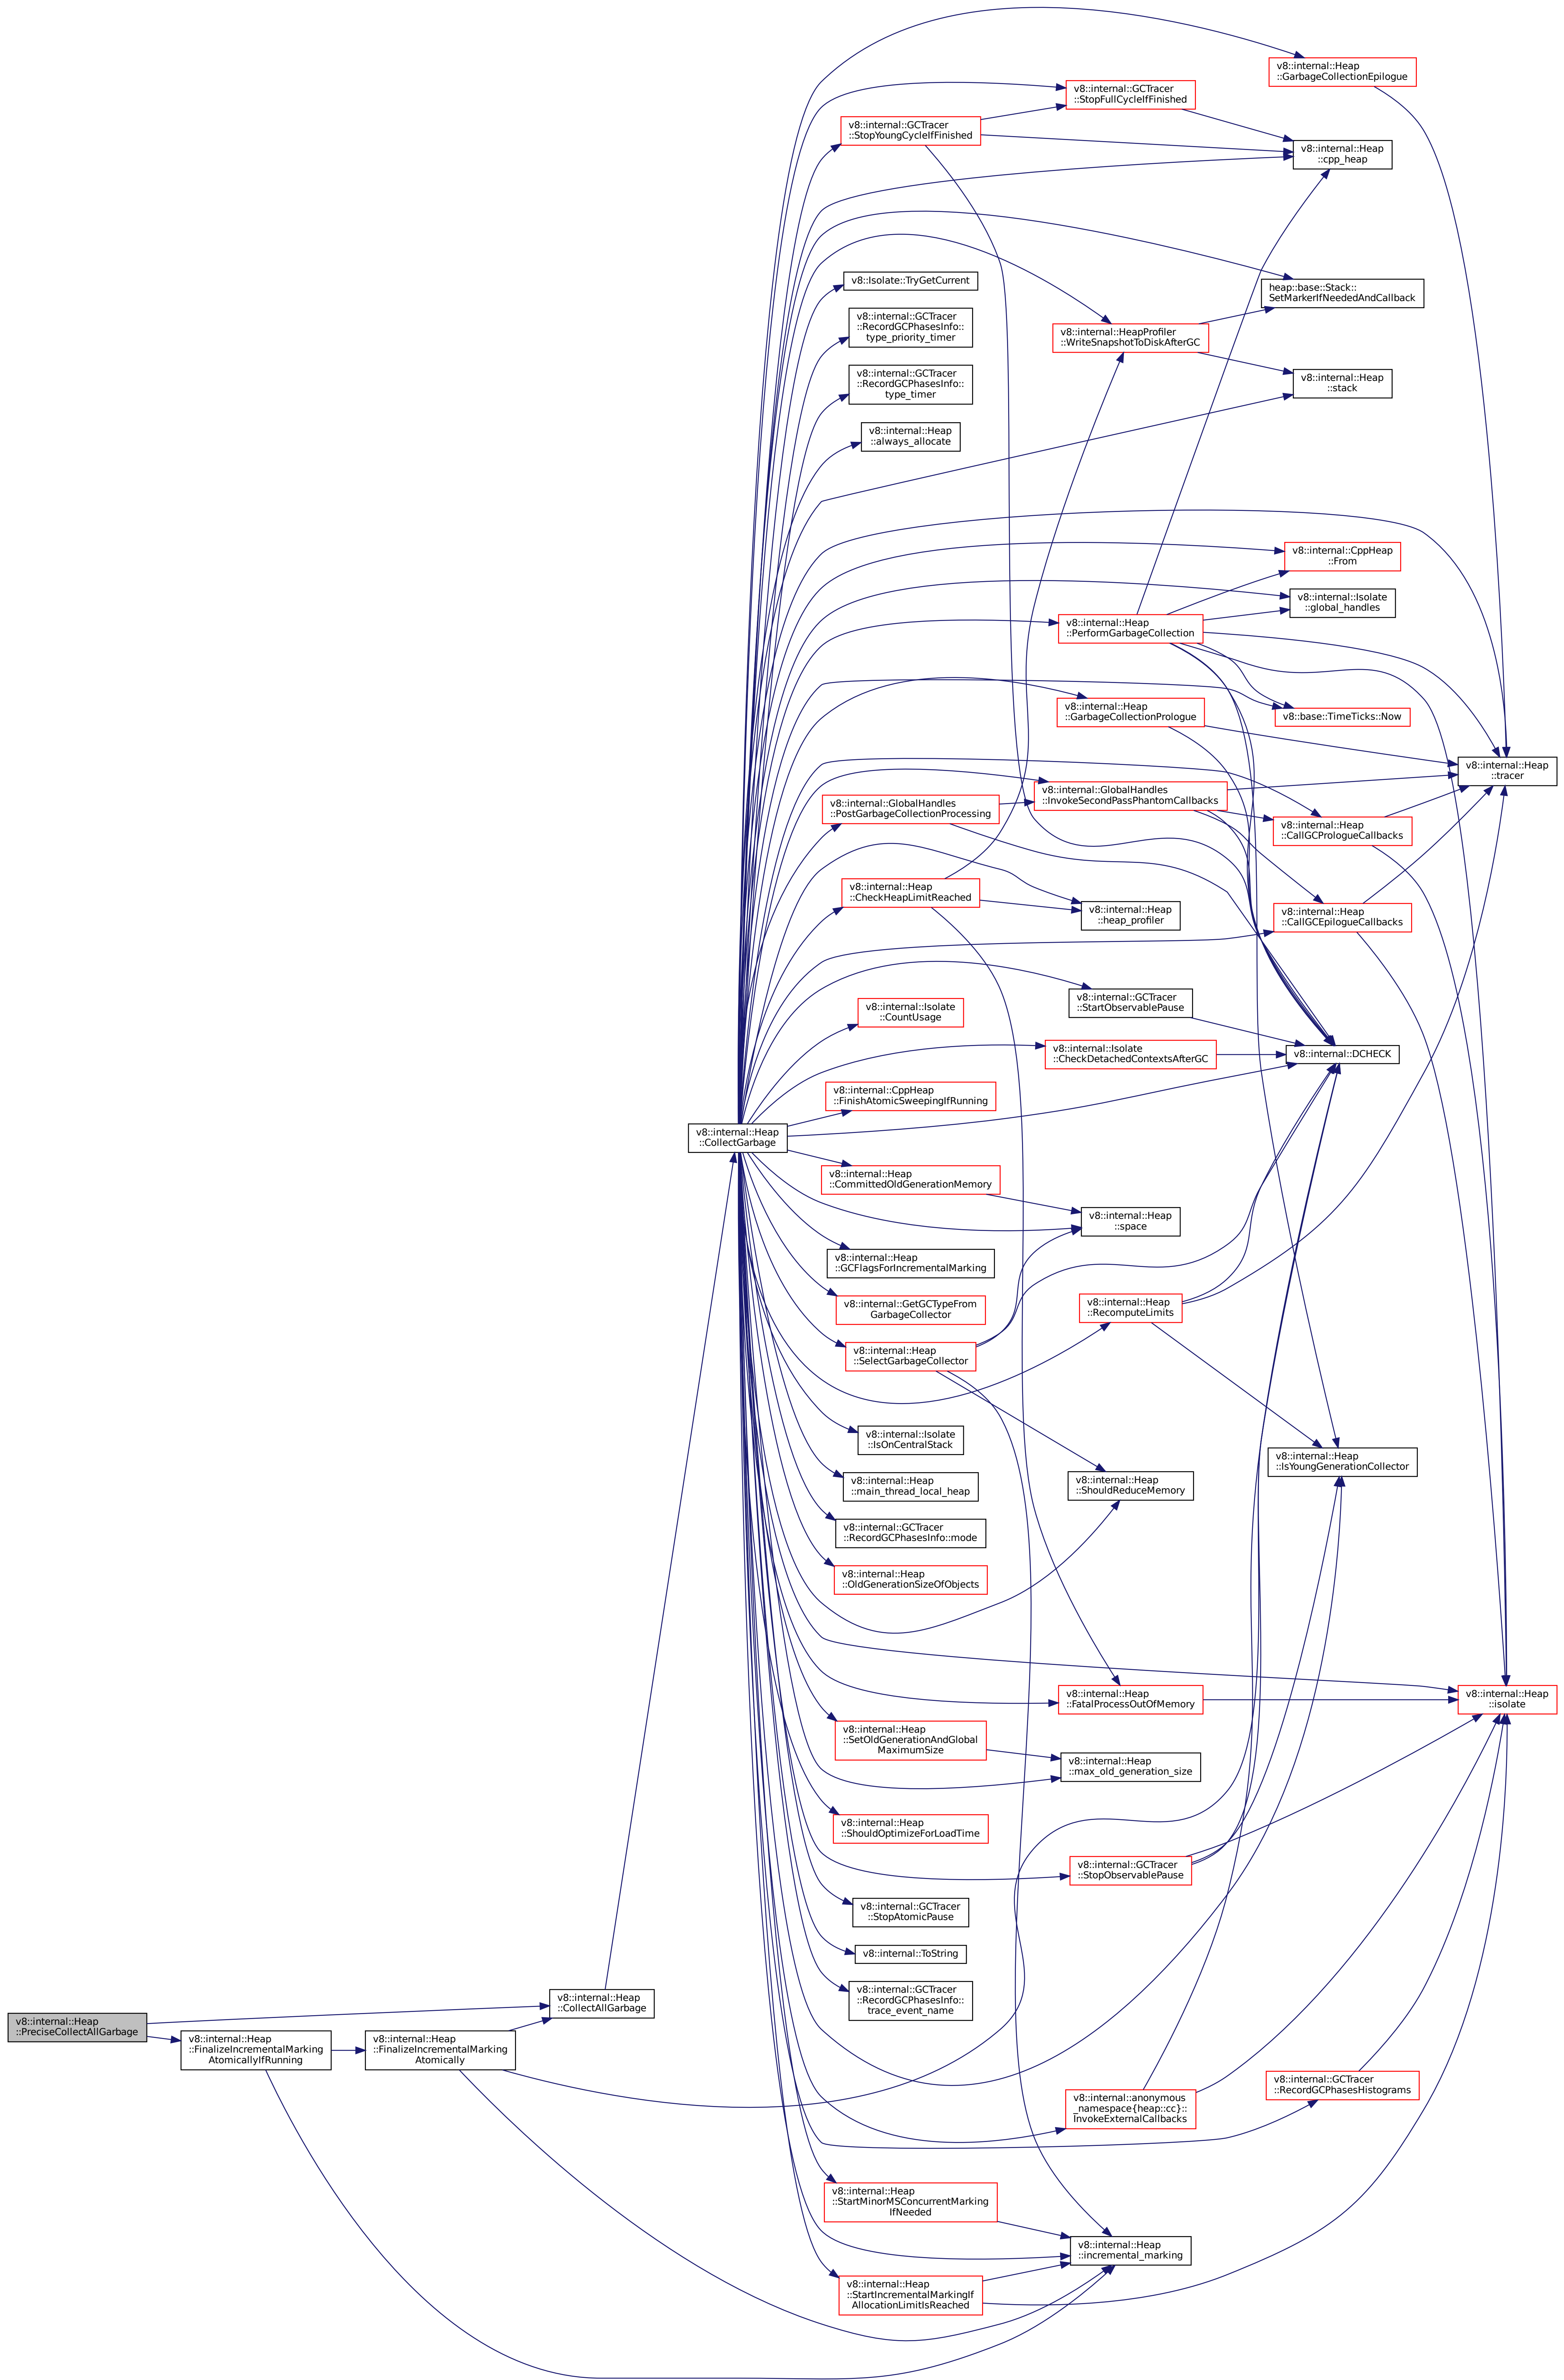 v8::internal::Heap
::GarbageCollectionEpilogue
v8::internal::GCTracer
::StopFullCycleIfFinished
v8::internal::GCTracer
::StopYoungCycleIfFinished
v8::internal::Heap
::cpp_heap
v8::Isolate::TryGetCurrent
heap::base::Stack::
SetMarkerIfNeededAndCallback
v8::internal::GCTracer
::RecordGCPhasesInfo::
type_priority_timer
v8::internal::HeapProfiler
::WriteSnapshotToDiskAfterGC
v8::internal::GCTracer
::RecordGCPhasesInfo::
type_timer
v8::internal::Heap
::stack
v8::internal::Heap
::always_allocate
v8::internal::CppHeap
::From
v8::internal::Isolate
::global_handles
v8::internal::Heap
::PerformGarbageCollection
v8::internal::Heap
::GarbageCollectionPrologue
v8::base::TimeTicks::Now
v8::internal::Heap
::tracer
v8::internal::GlobalHandles
::InvokeSecondPassPhantomCallbacks
v8::internal::GlobalHandles
::PostGarbageCollectionProcessing
v8::internal::Heap
::CallGCPrologueCallbacks
v8::internal::Heap
::CheckHeapLimitReached
v8::internal::Heap
::heap_profiler
v8::internal::Heap
::CallGCEpilogueCallbacks
v8::internal::GCTracer
::StartObservablePause
v8::internal::Isolate
::CountUsage
v8::internal::Isolate
::CheckDetachedContextsAfterGC
v8::internal::DCHECK
v8::internal::CppHeap
::FinishAtomicSweepingIfRunning
v8::internal::Heap
::CollectGarbage
v8::internal::Heap
::CommittedOldGenerationMemory
v8::internal::Heap
::space
v8::internal::Heap
::GCFlagsForIncrementalMarking
v8::internal::GetGCTypeFrom
GarbageCollector
v8::internal::Heap
::RecomputeLimits
v8::internal::Heap
::SelectGarbageCollector
v8::internal::Isolate
::IsOnCentralStack
v8::internal::Heap
::IsYoungGenerationCollector
v8::internal::Heap
::main_thread_local_heap
v8::internal::Heap
::ShouldReduceMemory
v8::internal::GCTracer
::RecordGCPhasesInfo::mode
v8::internal::Heap
::OldGenerationSizeOfObjects
v8::internal::Heap
::FatalProcessOutOfMemory
v8::internal::Heap
::isolate
v8::internal::Heap
::SetOldGenerationAndGlobal
MaximumSize
v8::internal::Heap
::max_old_generation_size
v8::internal::Heap
::ShouldOptimizeForLoadTime
v8::internal::GCTracer
::StopObservablePause
v8::internal::GCTracer
::StopAtomicPause
v8::internal::ToString
v8::internal::GCTracer
::RecordGCPhasesInfo::
trace_event_name
v8::internal::Heap
::CollectAllGarbage
v8::internal::Heap
::PreciseCollectAllGarbage
v8::internal::Heap
::FinalizeIncrementalMarking
AtomicallyIfRunning
v8::internal::Heap
::FinalizeIncrementalMarking
Atomically
v8::internal::GCTracer
::RecordGCPhasesHistograms
v8::internal::anonymous
_namespace{heap::cc}::
InvokeExternalCallbacks
v8::internal::Heap
::StartMinorMSConcurrentMarking
IfNeeded
v8::internal::Heap
::incremental_marking
v8::internal::Heap
::StartIncrementalMarkingIf
AllocationLimitIsReached